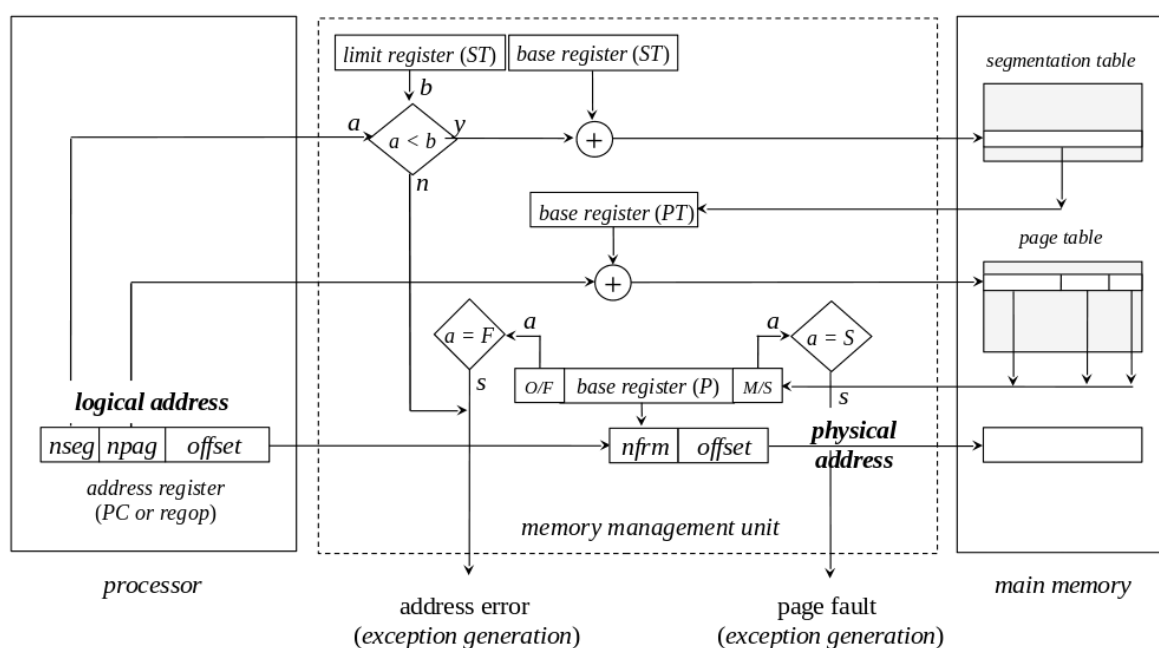 limit register (ST)
base register (ST)
segmentation table
b
a
a < b
y
+
n
base register (PT)
page table
+
a = F
a
a
a = S
s
O/F
base register (P)
M/S
s
logical address
physical
address
nseg
npag
offset
nfrm
offset
address register
(PC or regop)
memory management unit
processor
main memory
address error
(exception generation)
page fault
(exception generation)